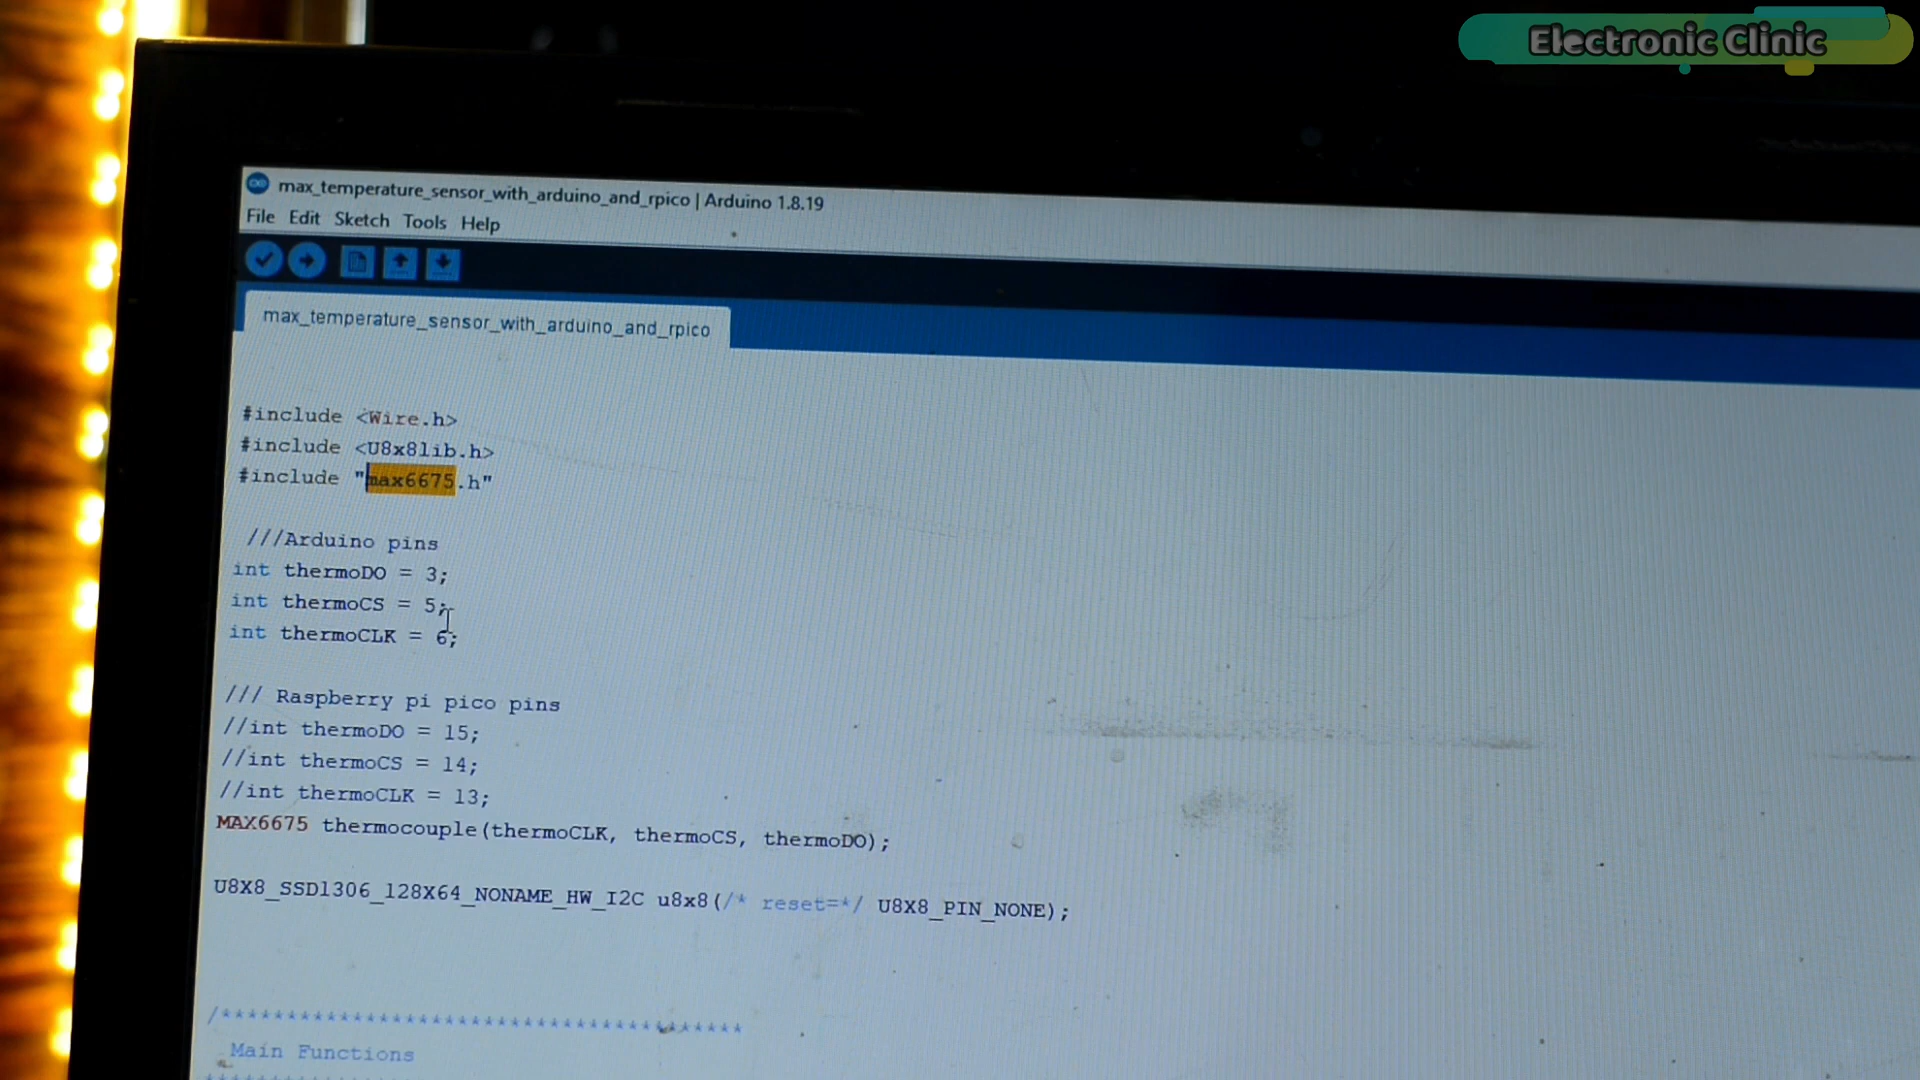 Electronic Clinic
max_temperature_sensor_with_arduino_and_rpico | Arduino 1.8.19
File Edit Sketch Tools Help
max_temperature_sensor_with_arduino_and_rpico
#include <Wire.h>
#include <U8x8lib.h>
#include "max6675.h"
///Arduino pins
int thermoDO = 3;
int thermoCS = 5;
int thermoCLK = 6;
/// Raspberry pi pico pins
//int thermoDO = 15;
//int thermoCS = 14;
//int thermoCLK = 13;
MAX6675 thermocouple(thermoCLK, thermoCS, thermoDO);
U8X8_SSD1306_128X64_NONAME_HW_I2C u8x8(/* reset=*/ U8X8_PIN_NONE);
/****************************************
Main Functions